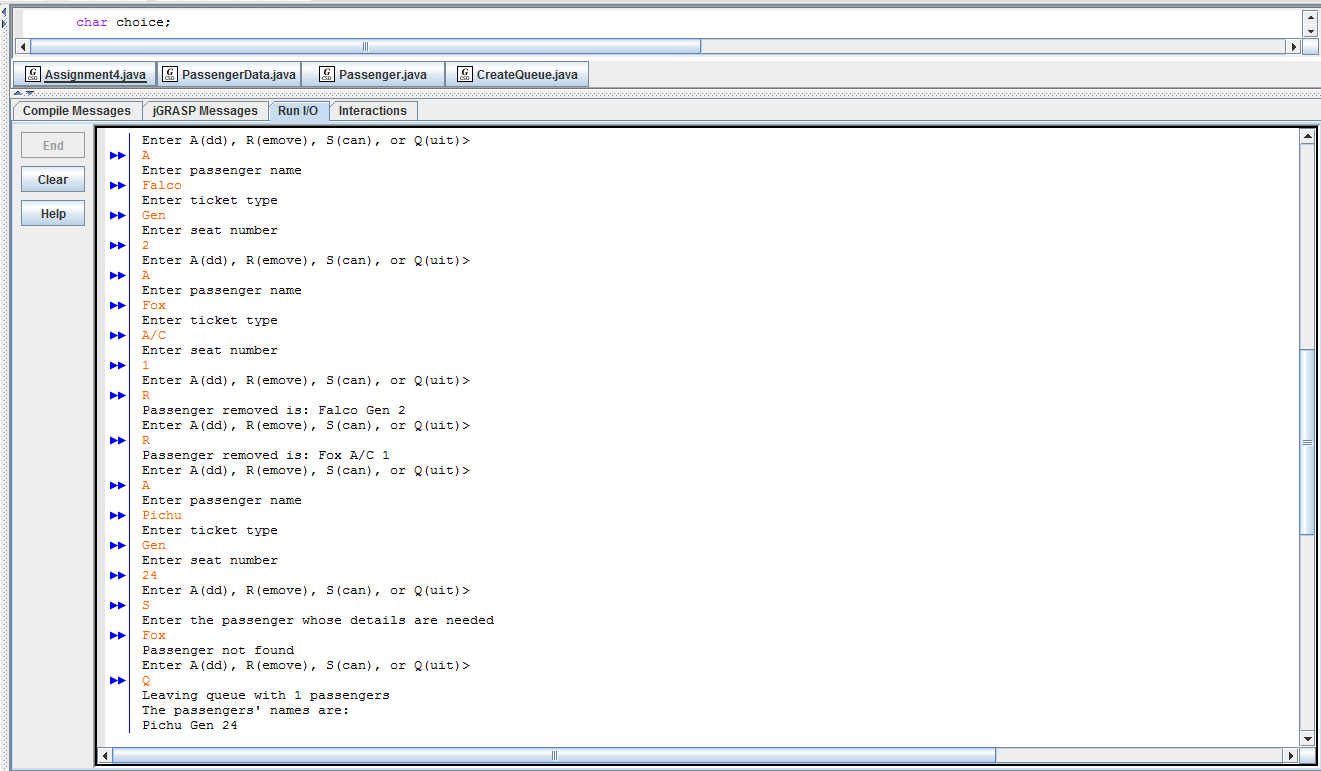 char choice;
Assignment4.java PassengerData.java Passenger.java CreateQueue.java
Compile Messages jGRASP Messages Run I/O Interactions
End
Clear
Help
Enter A(dd), R(emove), S(can), or Q(uit)>
A
Enter passenger name
Falco
Enter ticket type
Gen
Enter seat number
2
Enter A(dd), R(emove), S(can), or Q(uit)>
A
Enter passenger name
Fox
Enter ticket type
A/C
Enter seat number
1
Enter A(dd), R(emove), S(can), or Q(uit)>
R
Passenger removed is: Falco Gen 2
Enter A(dd), R(emove), S(can), or Q(uit)>
R
Passenger removed is: Fox A/C 1
Enter A(dd), R(emove), S(can), or Q(uit)>
A
Enter passenger name
Pichu
Enter ticket type
Gen
Enter seat number
24
Enter A(dd), R(emove), S(can), or Q(uit)>
S
Enter the passenger whose details are needed
Fox
Passenger not found
Enter A(dd), R(emove), S(can), or Q(uit)>
Q
Leaving queue with 1 passengers
The passengers' names are:
Pichu Gen 24